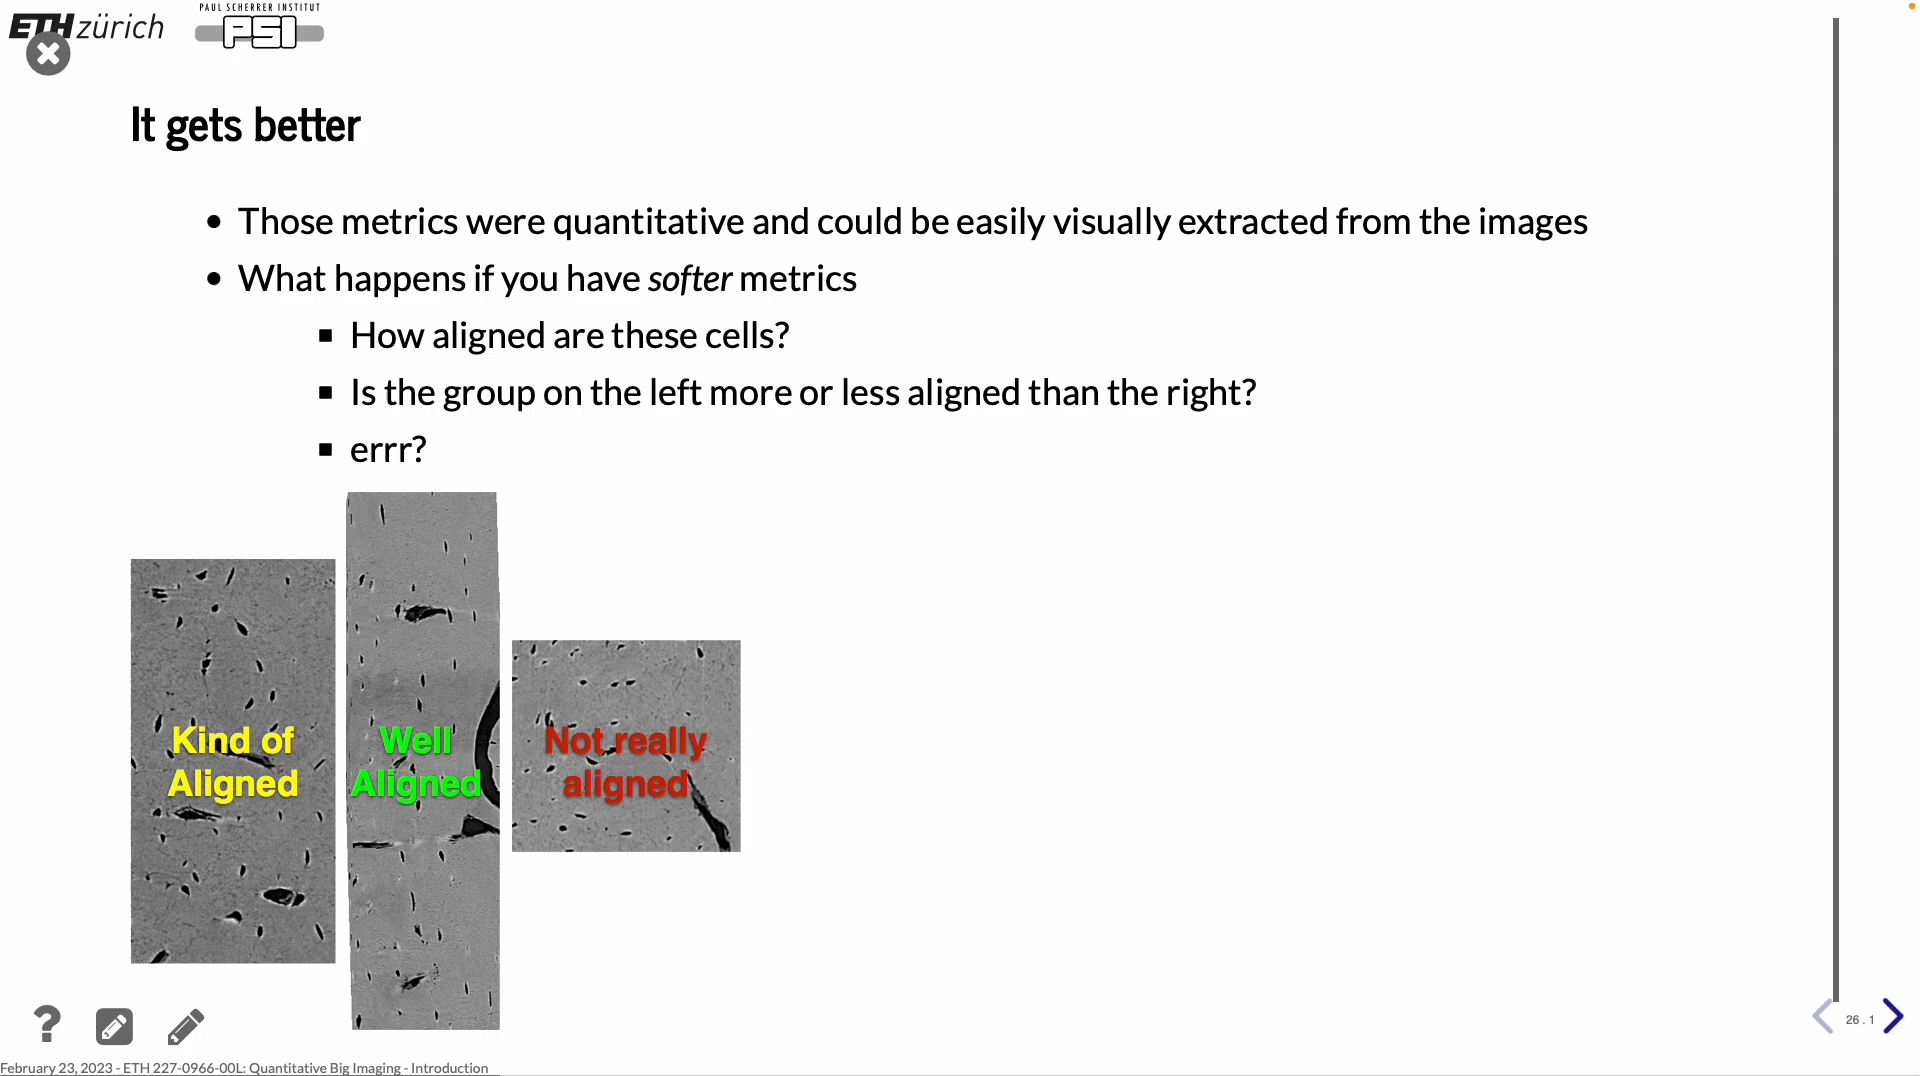 ETH zürich
PAUL SCHERRER INSTITUT
PSI
It gets better
Those metrics were quantitative and could be easily visually extracted from the images
What happens if you have softer metrics
How aligned are these cells?
Is the group on the left more or less aligned than the right?
errr?
Kind of
Aligned
Well
Aligned
Not really
aligned
26 . 1
February 23, 2023 - ETH 227-0966-00L: Quantitative Big Imaging - Introduction